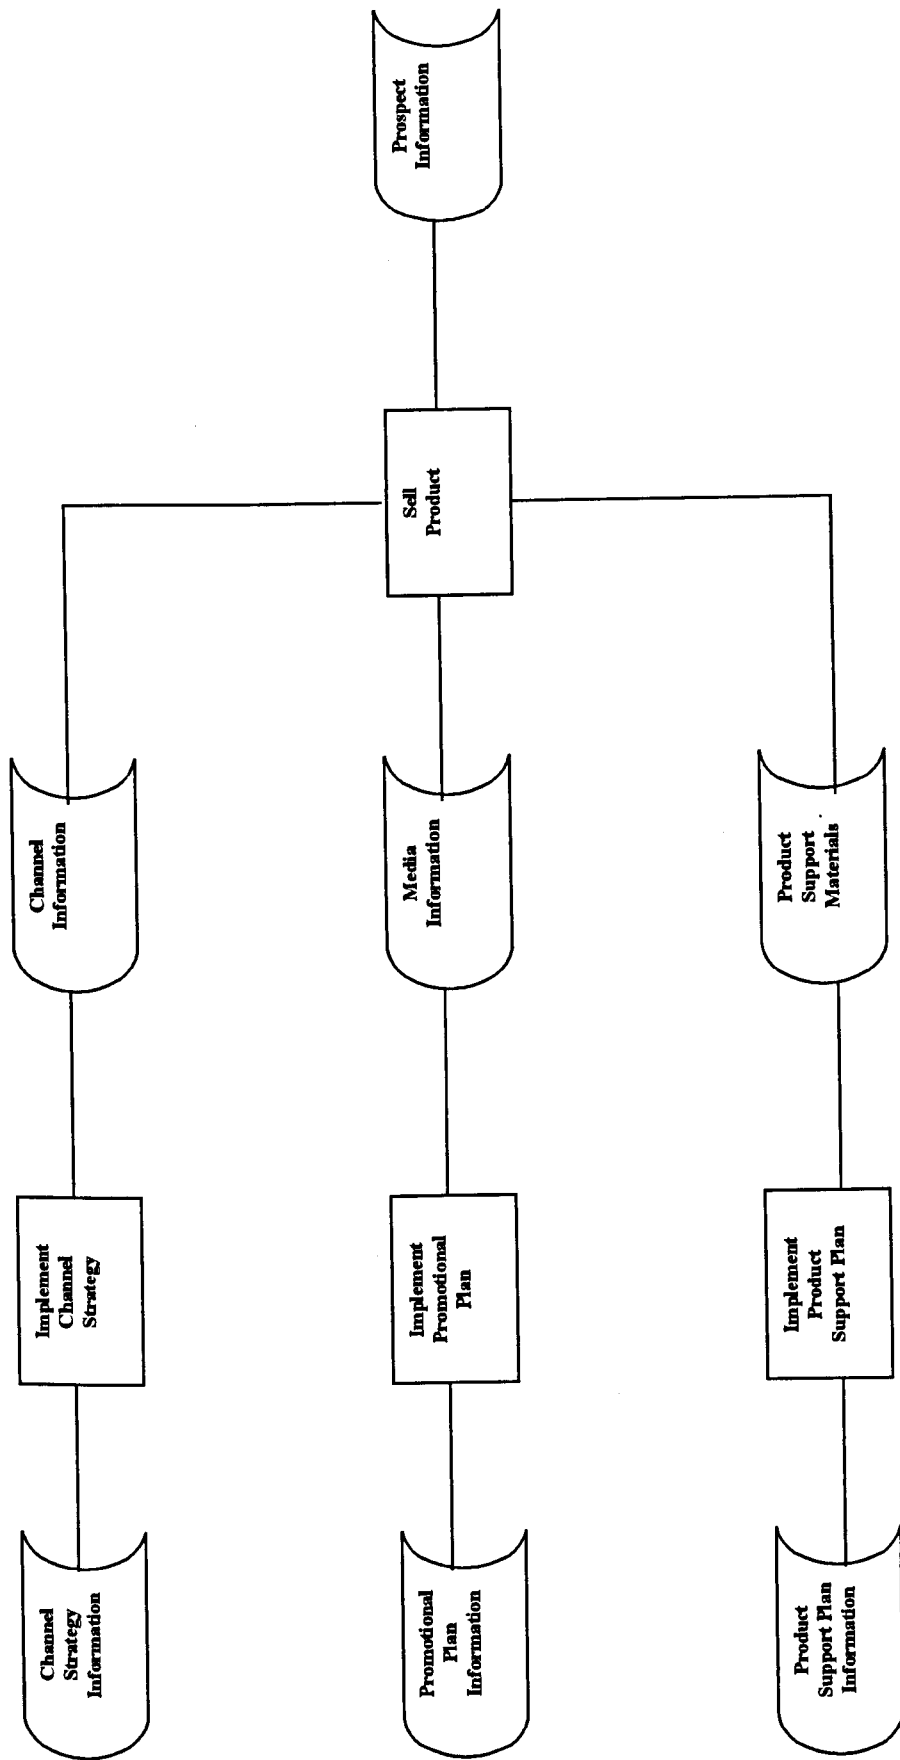 Channel
Strategy
Information
Implement
Channel
Strategy
Channel
Information
Promotional
Plan
Information
Implement
Promotional
Plan
Media
Information
Sell
Product
Prospect
Information
Product
Support Plan
Information
Implement
Product
Support Plan
Product
Support
Materials